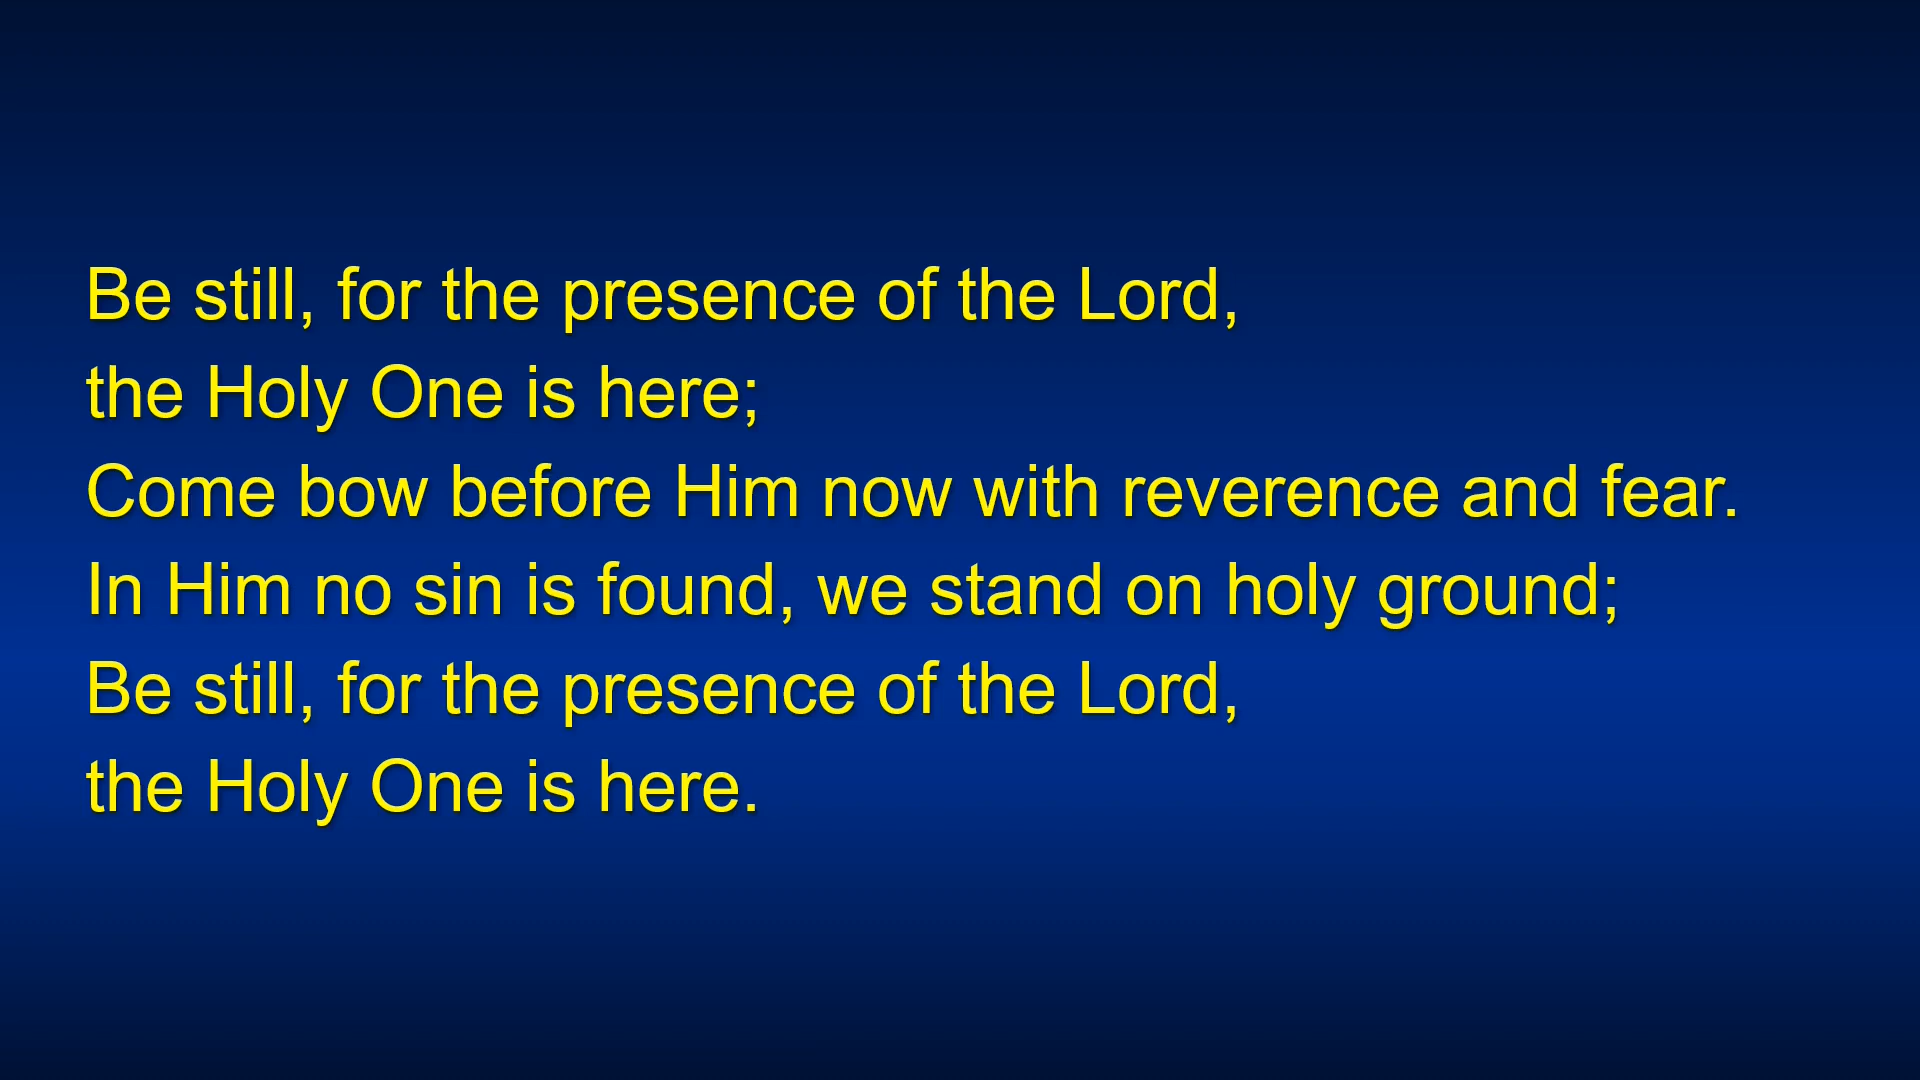 Be still, for the presence of the Lord,
the Holy One is here;
Come bow before Him now with reverence and fear.
In Him no sin is found, we stand on holy ground;
Be still, for the presence of the Lord,
the Holy One is here.